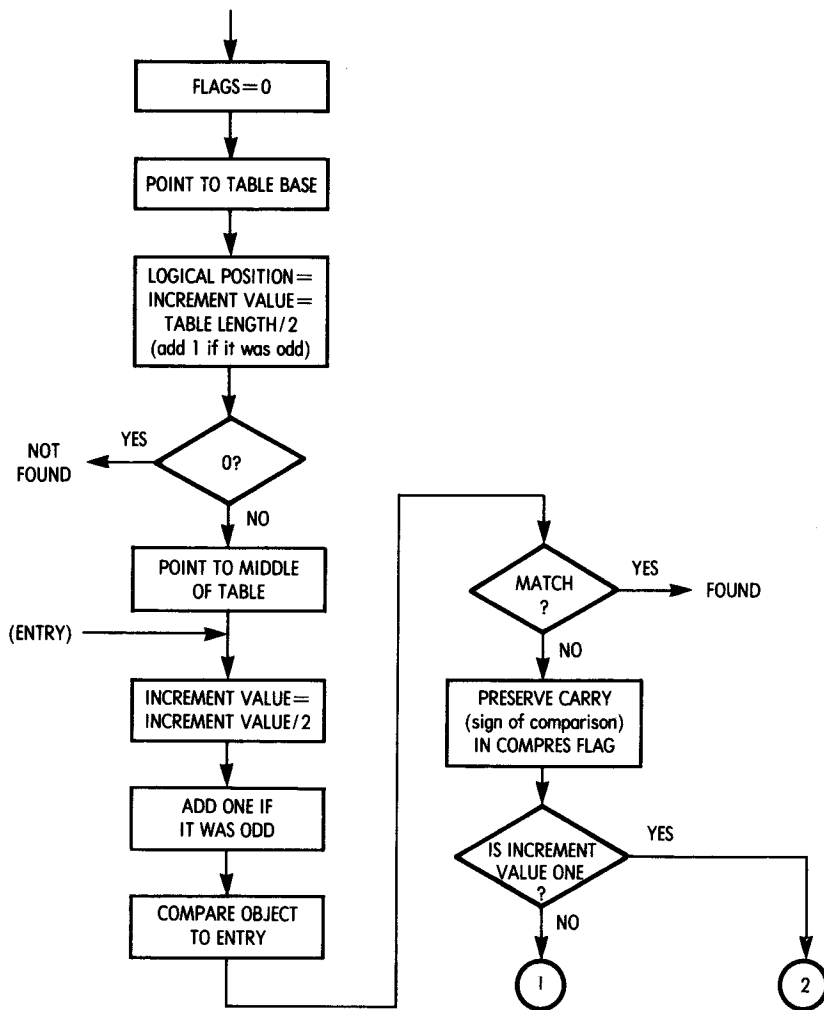 FLAGS=0
POINT TO TABLE BASE
LOGICAL POSITION=
INCREMENT VALUE=
TABLE LENGTH/2
(add 1 if it was odd)
0?
YES
NOT
FOUND
NO
POINT TO MIDDLE
OF TABLE
(ENTRY)
INCREMENT VALUE=
INCREMENT VALUE/2
ADD ONE IF
IT WAS ODD
COMPARE OBJECT
TO ENTRY
MATCH
?
YES
FOUND
NO
PRESERVE CARRY
(sign of comparison)
IN COMPRES FLAG
IS INCREMENT
VALUE ONE
?
YES
NO
1
2